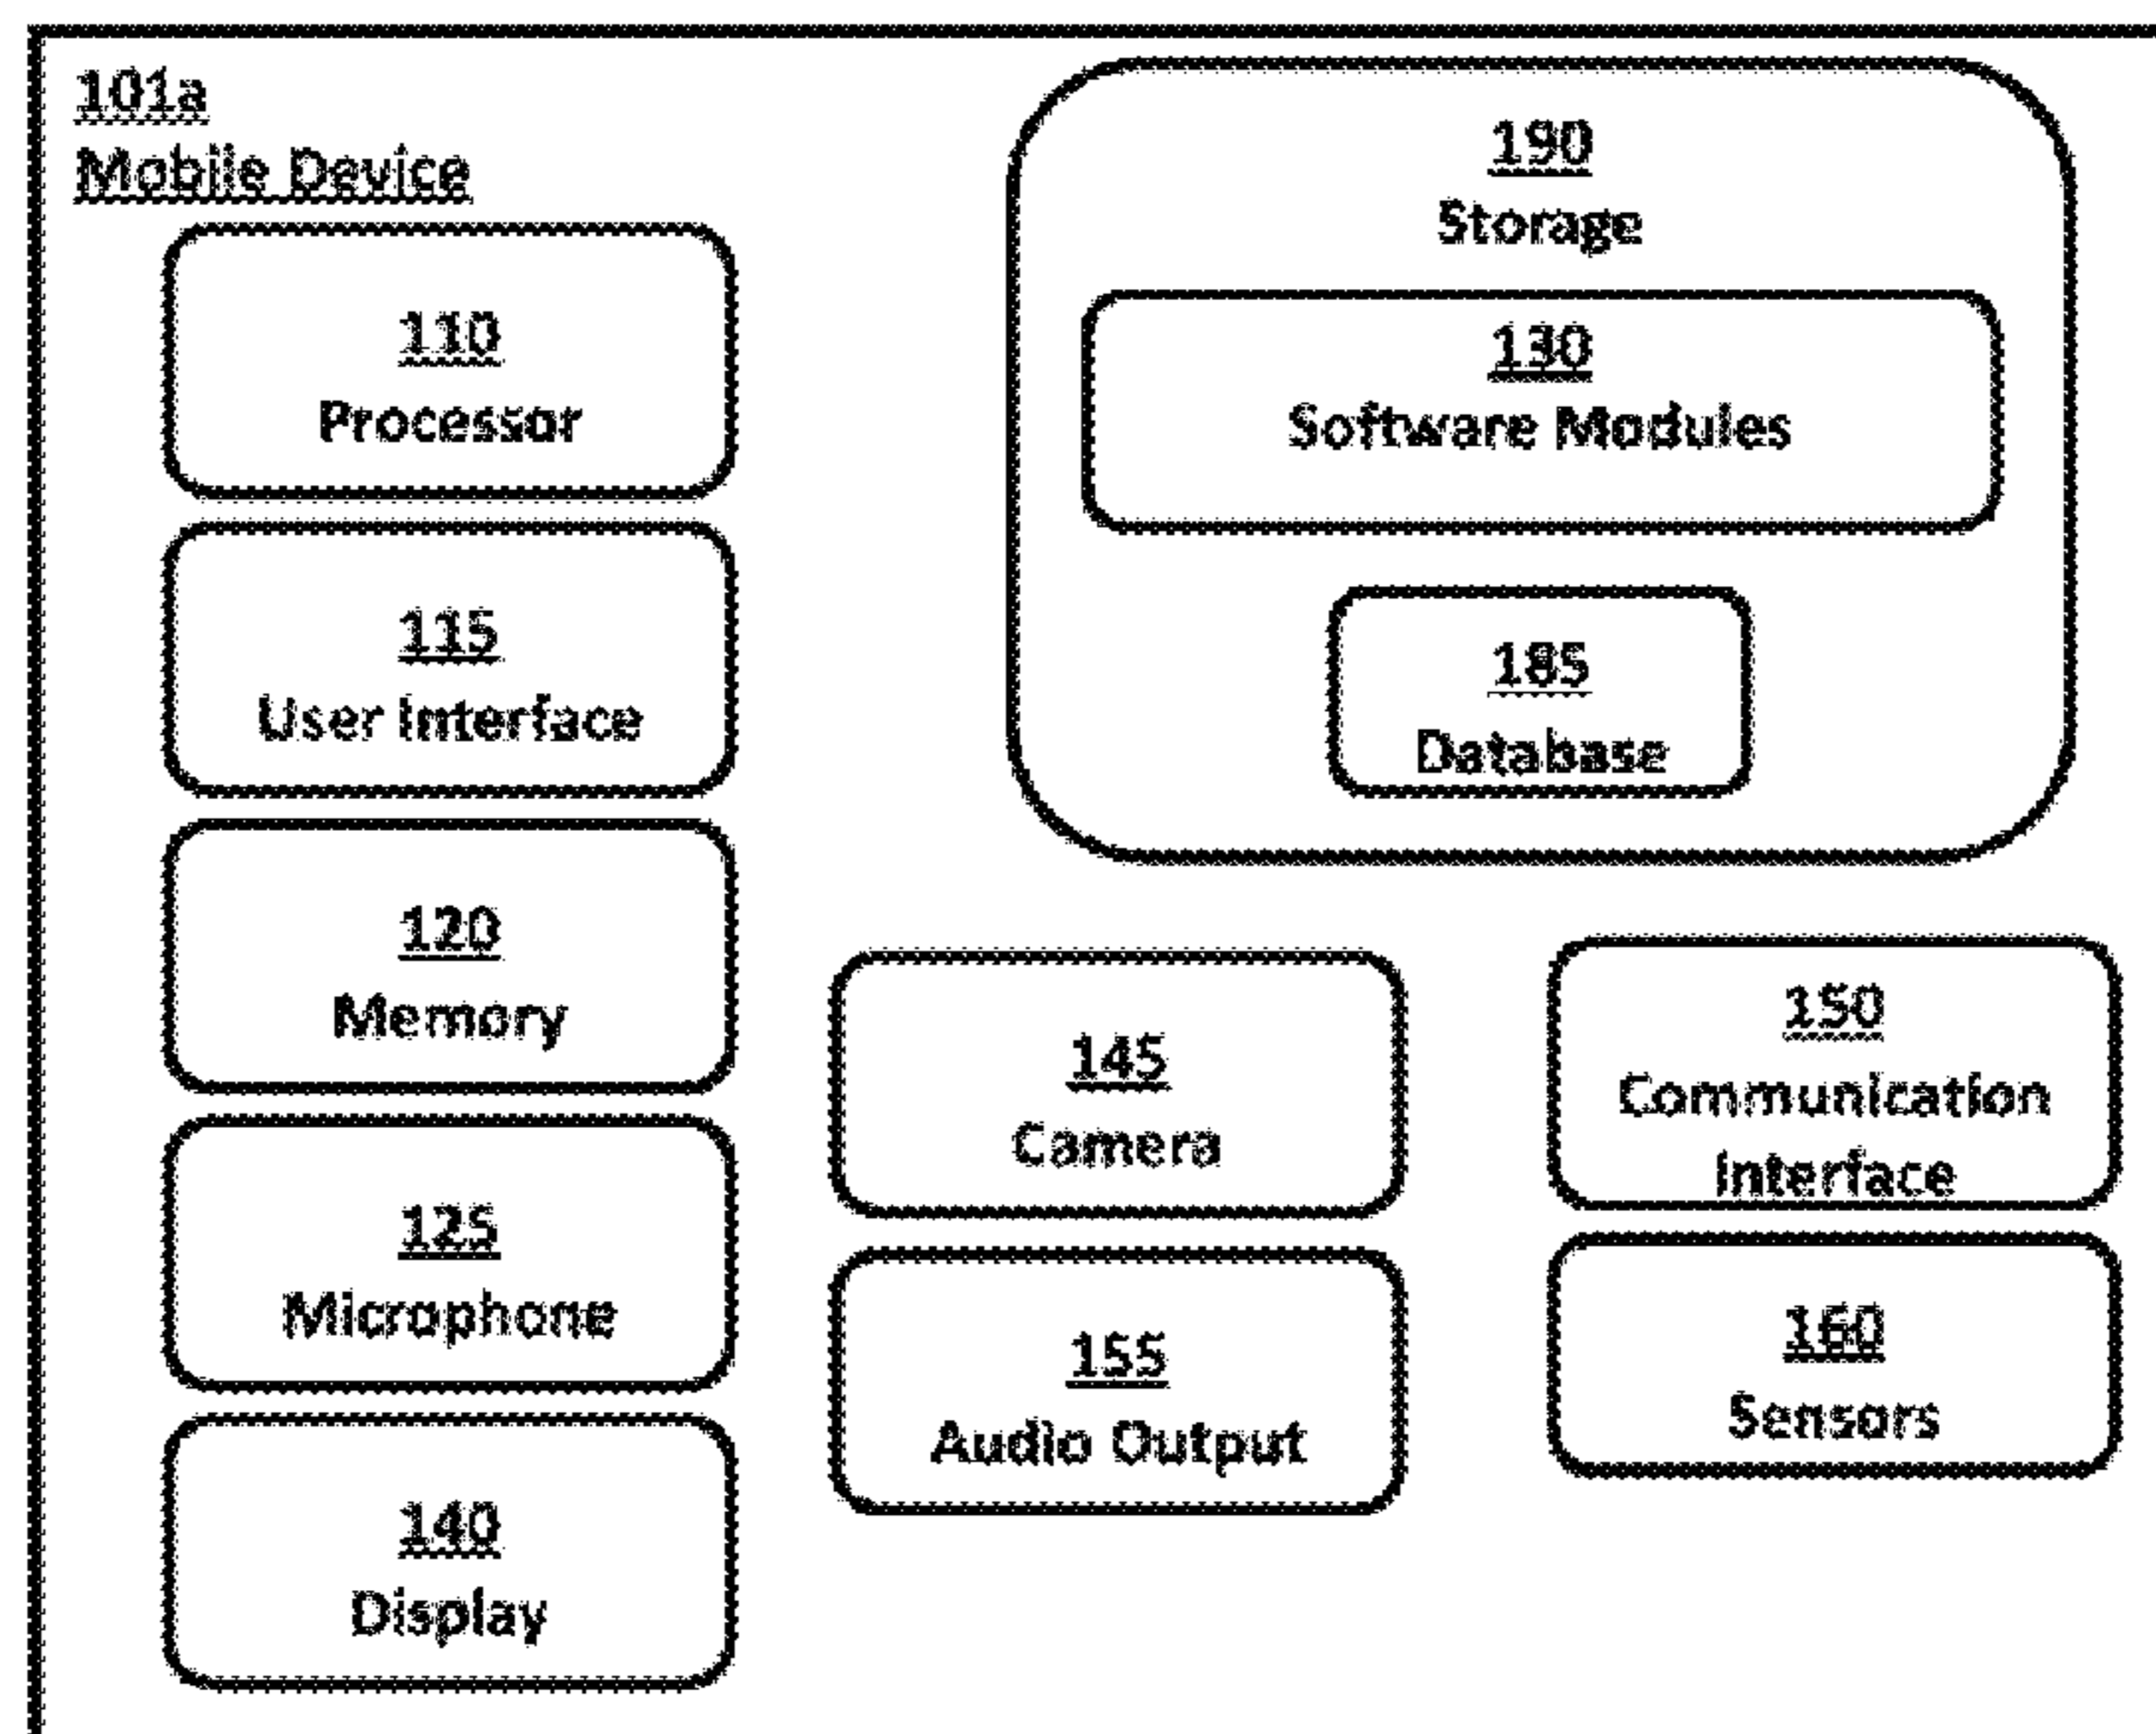 101a
Mobile Device
110
Processor
115
User Interface
120
Memory
125
Microphone
140
Display
190
Storage
130
Software Modules
185
Database
145
Camera
155
Audio Output
150
Communication
Interface
160
Sensors